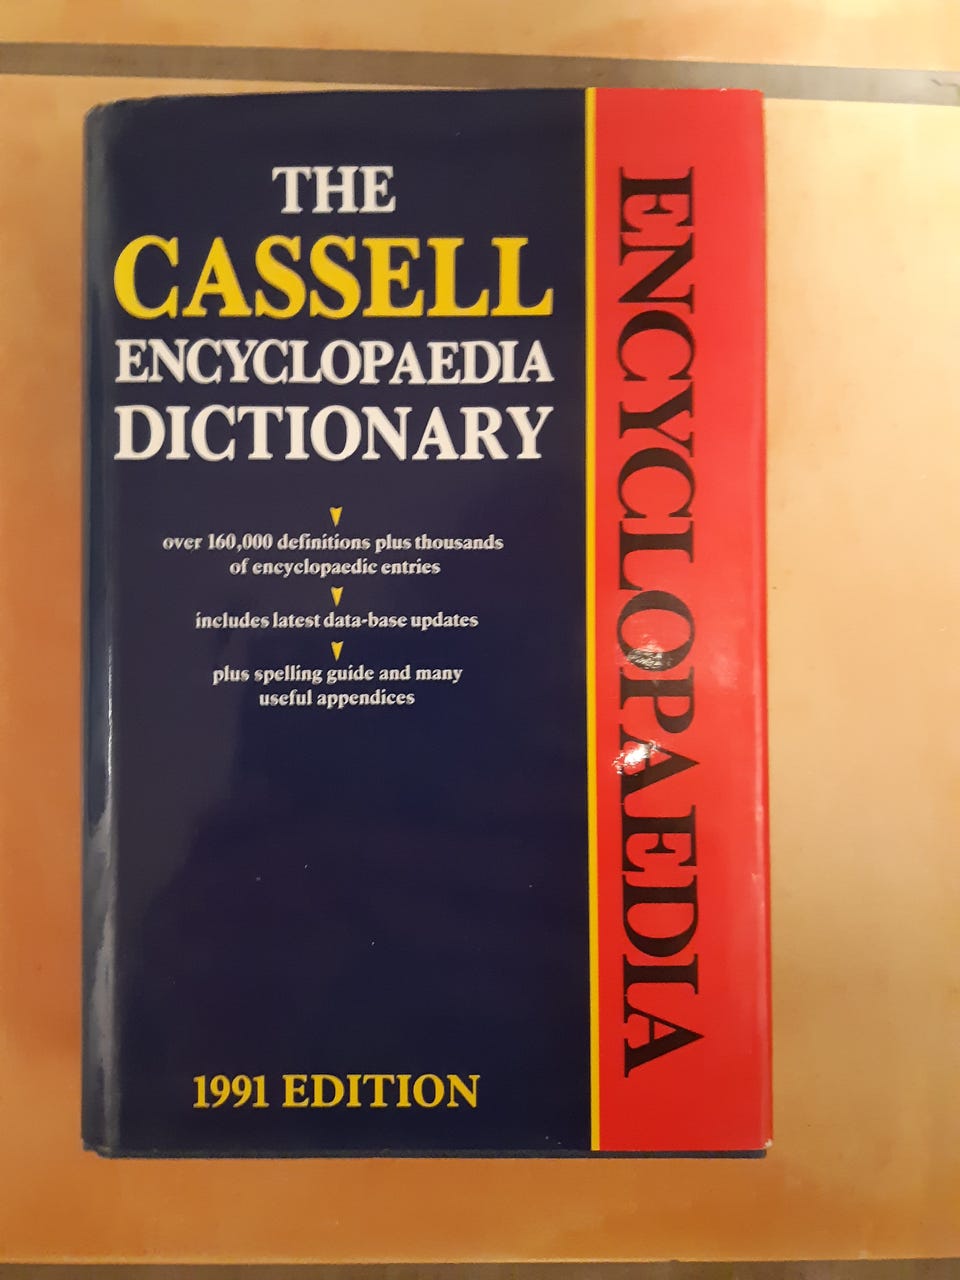 THE
CASSELL
ENCYCLOPAEDIA
DICTIONARY
over 160,000 definitions plus thousands
of encyclopaedic entries
includes latest data-base updates
plus spelling guide and many
useful appendices
1991 EDITION
ENCYCLOPAEDIA